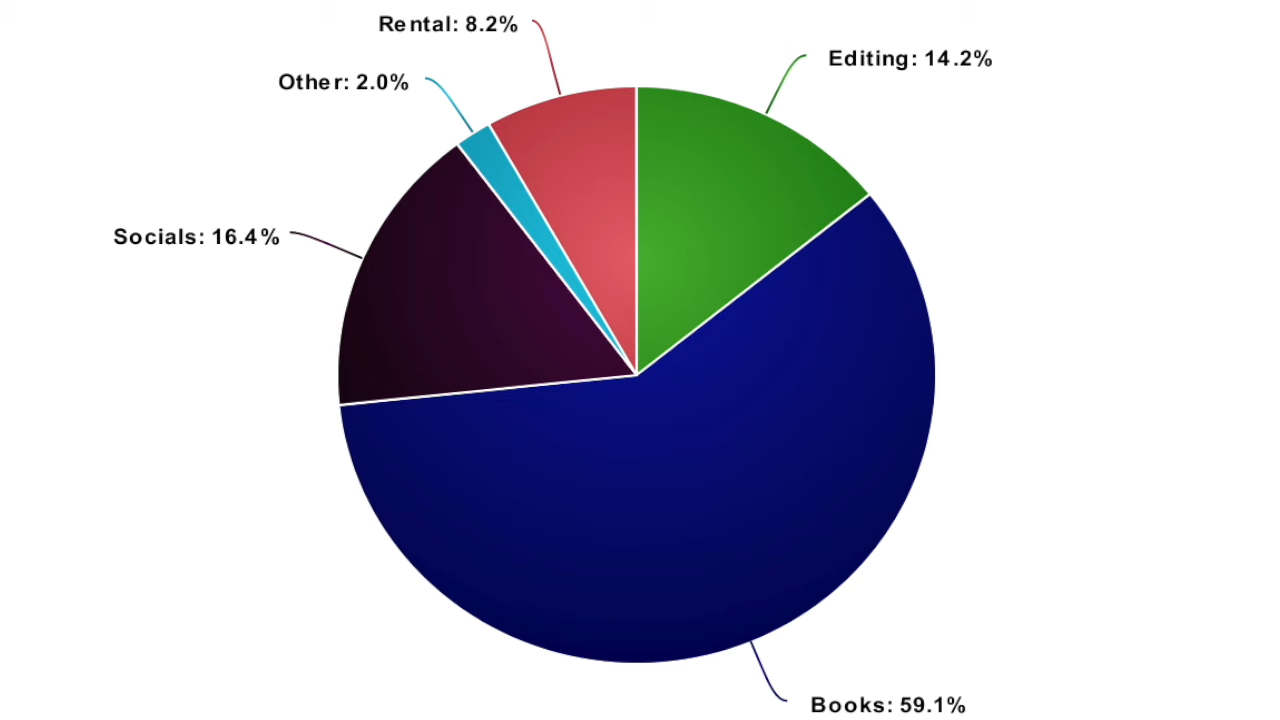 Rental: 8.2%
Editing: 14.2%
Other: 2.0%
Socials: 16.4%
Books: 59.1%